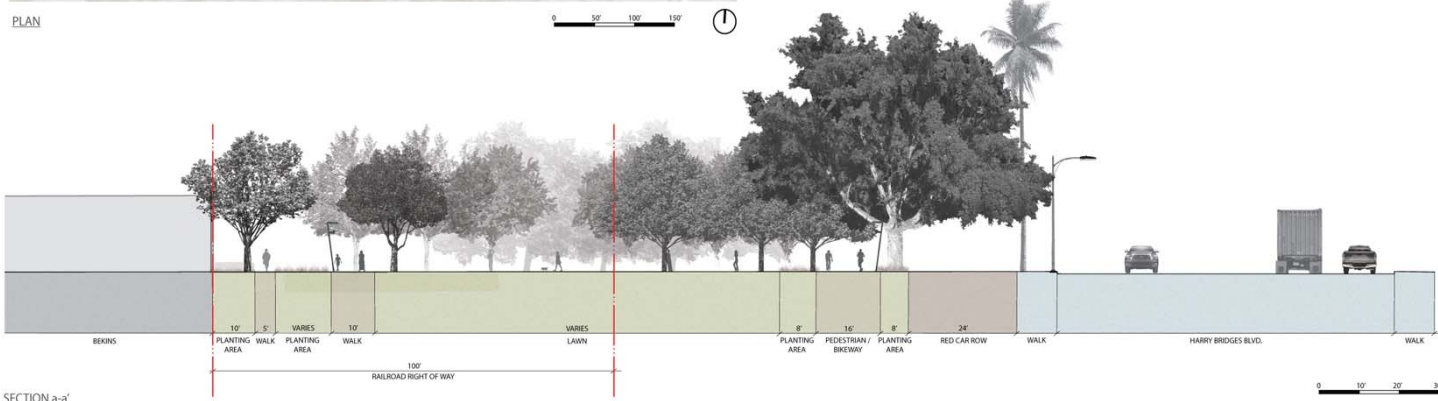 PLAN
0 50' 100' 150'
10' 5' VARIES 10' VARIES 8' 16' 8' 24'
BEKINS PLANTING AREA WALK PLANTING AREA WALK LAWN PLANTING AREA PEDESTRIAN / BIKEWAY PLANTING AREA RED CAR ROW WALK HARRY BRIDGES BLVD. WALK
100'
RAILROAD RIGHT OF WAY
SECTION a-a'
0 10' 20'